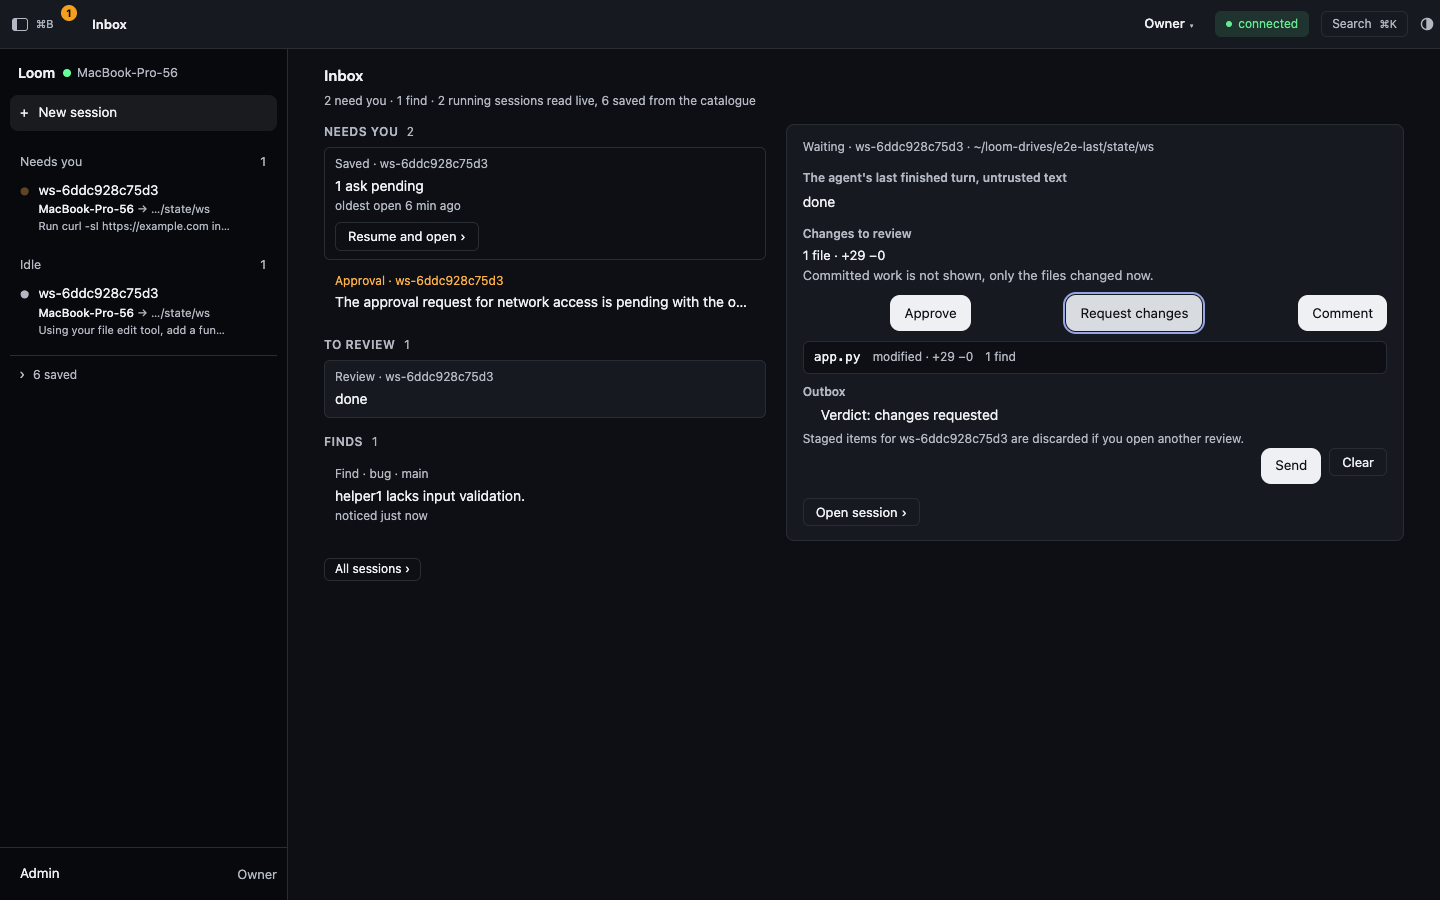 ⌘B
1
Inbox
Owner ▾
connected
Search ⌘K
Loom MacBook-Pro-56
+ New session
Needs you 1
ws-6ddc928c75d3
MacBook-Pro-56 → .../state/ws
Run curl -sI https://example.com in...
Idle 1
ws-6ddc928c75d3
MacBook-Pro-56 → .../state/ws
Using your file edit tool, add a fun...
› 6 saved
Admin Owner
Inbox
2 need you · 1 find · 2 running sessions read live, 6 saved from the catalogue
NEEDS YOU 2
Saved · ws-6ddc928c75d3
1 ask pending
oldest open 6 min ago
Resume and open ›
Approval · ws-6ddc928c75d3
The approval request for network access is pending with the o...
TO REVIEW 1
Review · ws-6ddc928c75d3
done
FINDS 1
Find · bug · main
helper1 lacks input validation.
noticed just now
All sessions ›
Waiting · ws-6ddc928c75d3 · ~/loom-drives/e2e-last/state/ws
The agent's last finished turn, untrusted text
done
Changes to review
1 file · +29 −0
Committed work is not shown, only the files changed now.
Approve
Request changes
Comment
app.py modified · +29 −0 1 find
Outbox
Verdict: changes requested
Staged items for ws-6ddc928c75d3 are discarded if you open another review.
Send
Clear
Open session ›